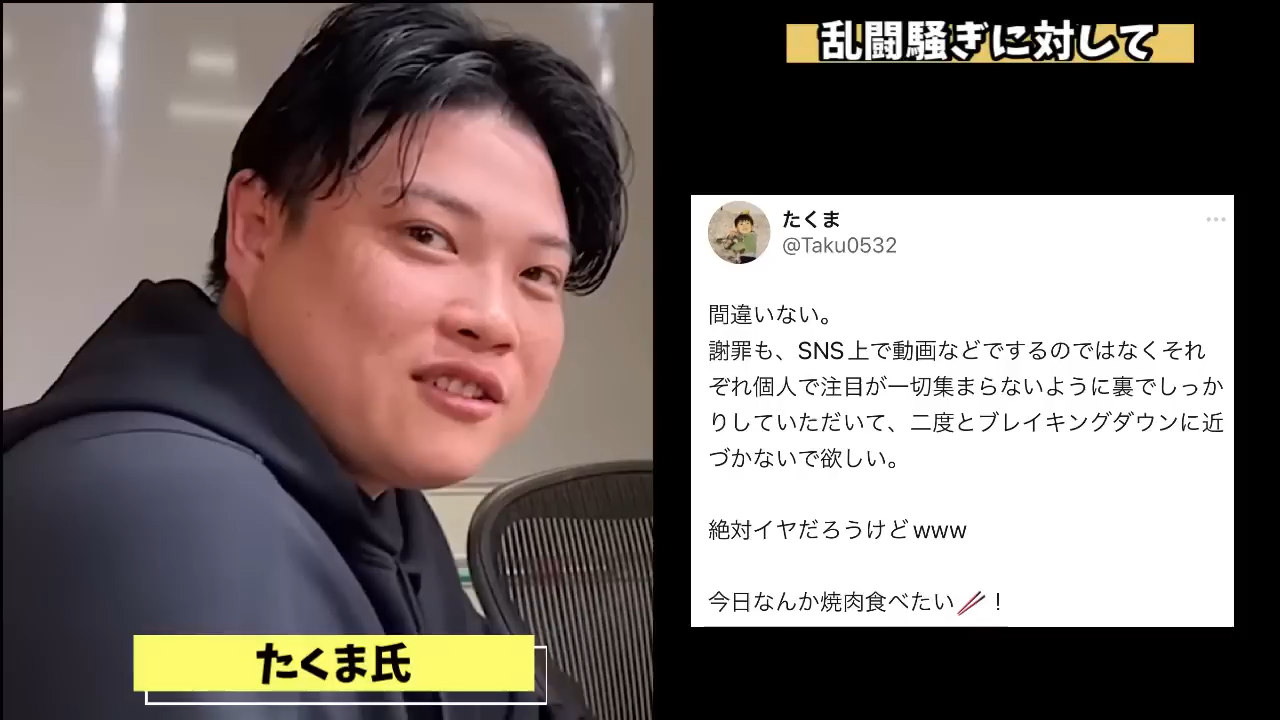 乱闘騒ぎに対して
たくま
@Taku0532
間違いない。
謝罪も、SNS上で動画などでするのではなくそれ
ぞれ個人で注目が一切集まらないように裏でしっか
りしていただいて、二度とブレイキングダウンに近
づかないで欲しい。
絶対イヤだろうけどwww
今日なんか焼肉食べたい🥢！
たくま氏